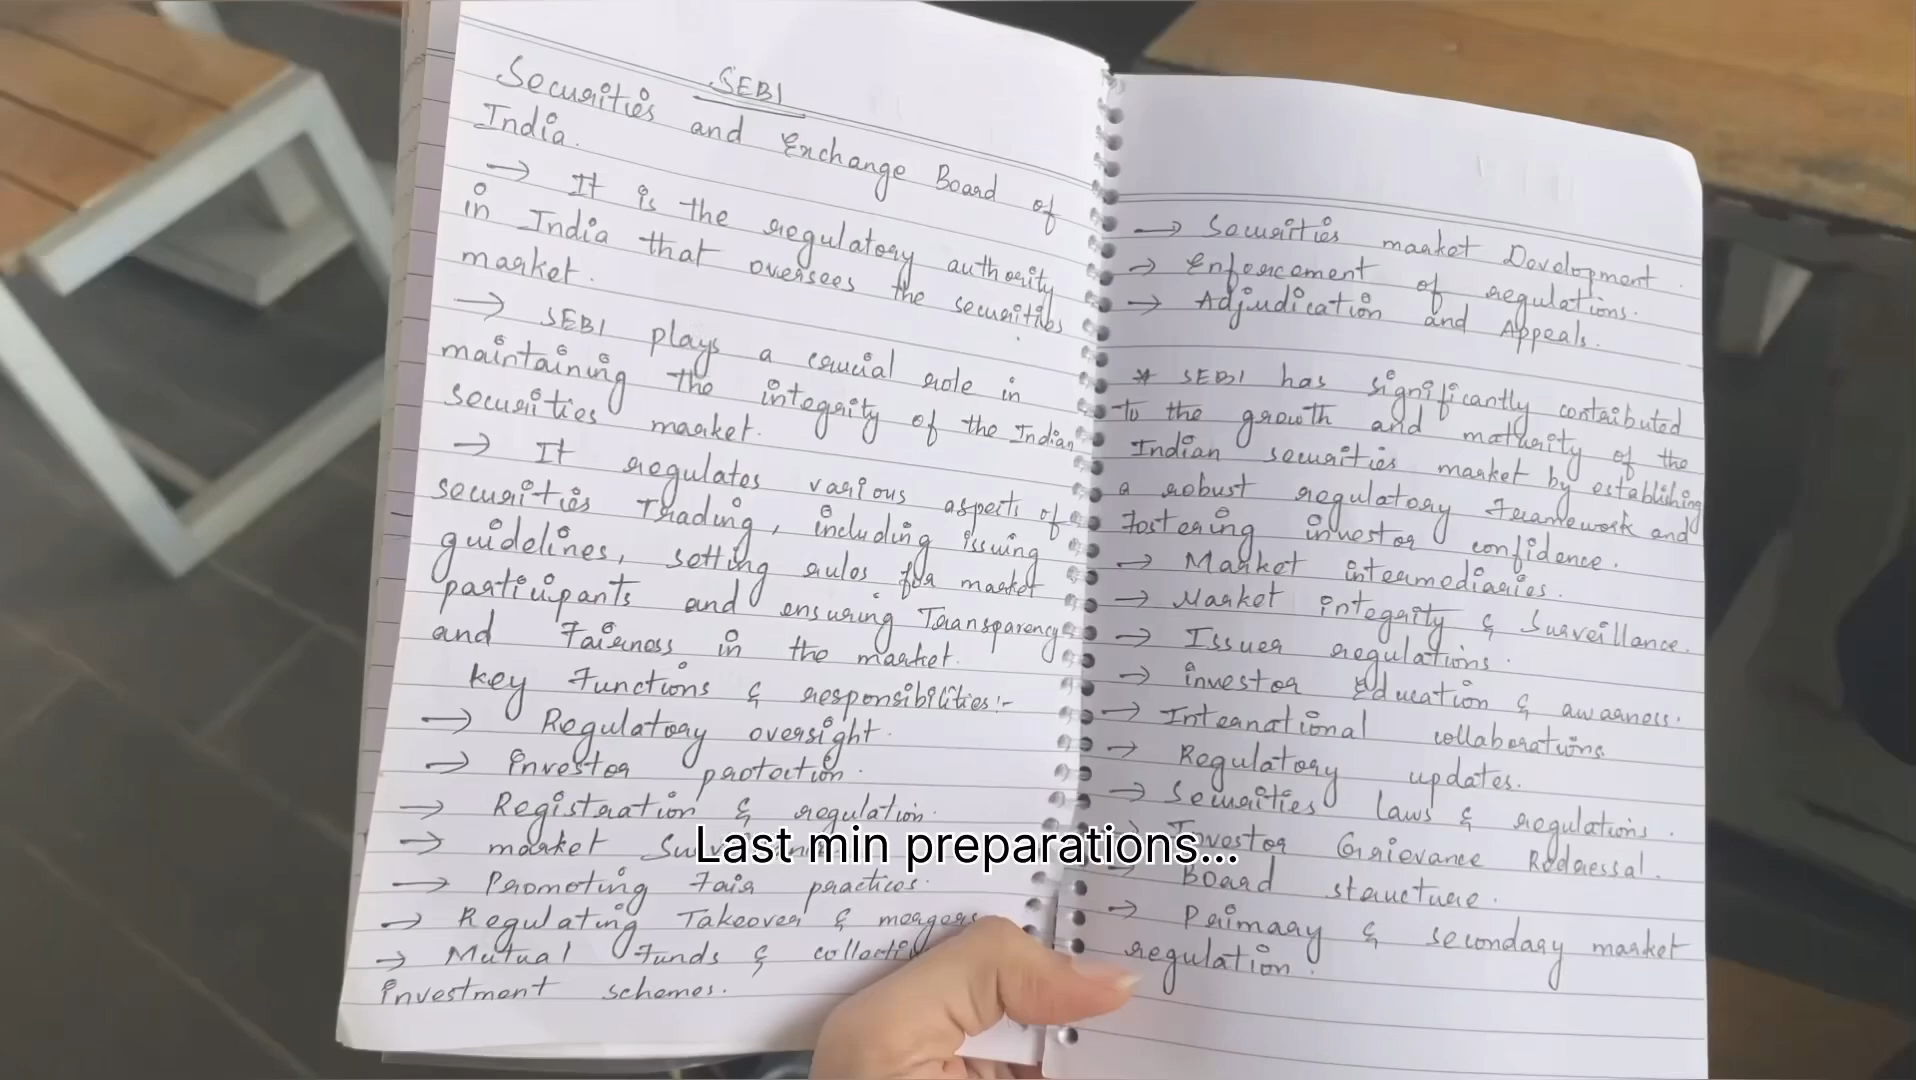 SEBI
Securities and Exchange Board of
India.
→ It is the regulatory authority
in India that oversees the securities
market.
→ SEBI plays a crucial role in
maintaining the integrity of the Indian
securities market.
→ It regulates various aspects of
securities Trading, including issuing
guidelines, setting rules for market
participants and ensuring Transparency
and Fairness in the market.
Key Functions & responsibilities:-
→ Regulatory oversight.
→ investor protection.
→ Registration & regulation.
→ market
→ Promoting Fair practices.
→ Regulating Takeover & mergers
→ Mutual Funds &
investment schemes.
→ Securities market Development.
→ Enforcement of regulations.
→ Adjudication and Appeals.
* SEBI has significantly contributed
to the growth and maturity of the
Indian securities market by establishing
a robust regulatory Framework and
Fostering investor confidence.
→ Market intermediaries.
→ Market integrity & Surveillance.
→ Issuer regulations.
→ investor Education & awarness.
→ International collaborations.
→ Regulatory updates.
→ Securities laws & regulations.
→ Investor Grievance Redressal.
→ Board structure.
→ Primary & secondary market
regulation.
Last min preparations...